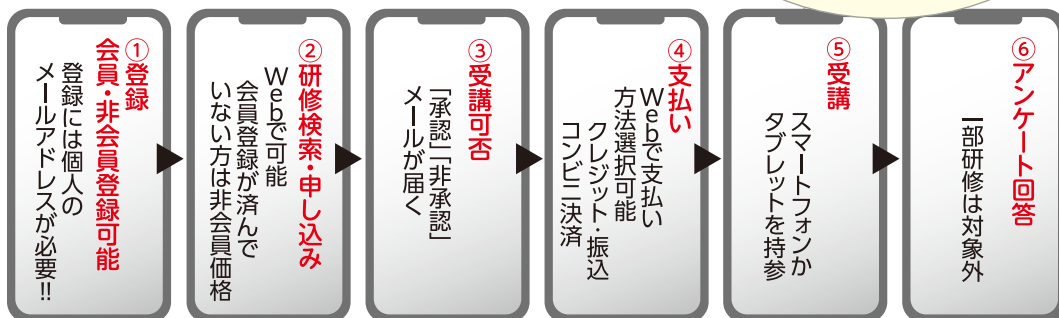 ①登録
会員・非会員登録可能
登録には個人の
メールアドレスが必要!!
②研修検索・申し込み
Webで可能
会員登録が済んで
いない方は非会員価格
③受講可否
「承認」「非承認」
メールが届く
④支払い
Webで支払い
方法選択可能
クレジット・振込
コンビニ決済
⑤受講
スマートフォンか
タブレットを持参
⑥アンケート回答
一部研修は対象外